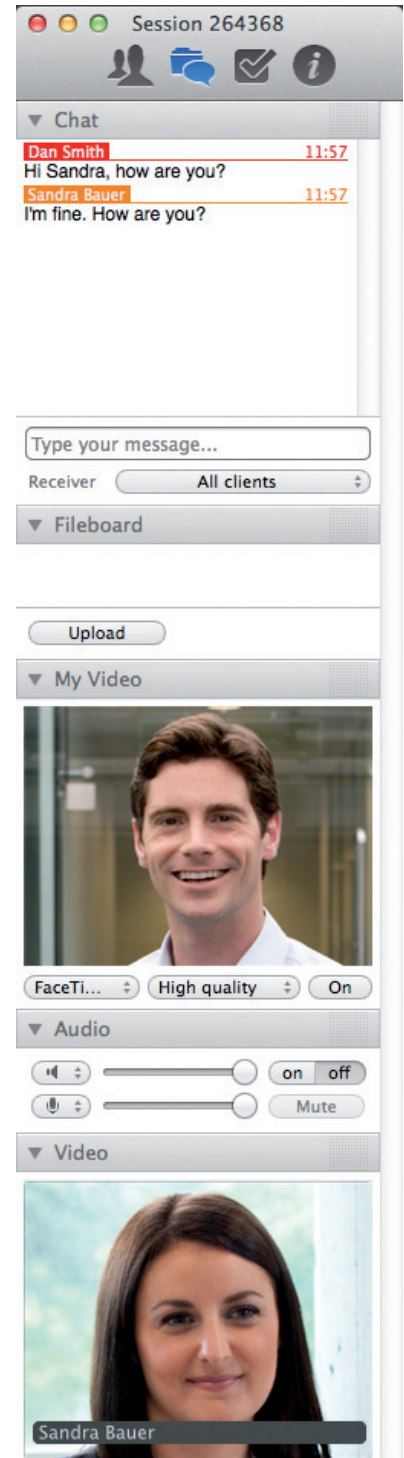 Session 264368
Chat
Dan Smith 11:57
Hi Sandra, how are you?
Sandra Bauer 11:57
I'm fine. How are you?
Type your message...
Receiver All clients
Fileboard
Upload
My Video
FaceTi... High quality On
Audio
on off
Mute
Video
Sandra Bauer